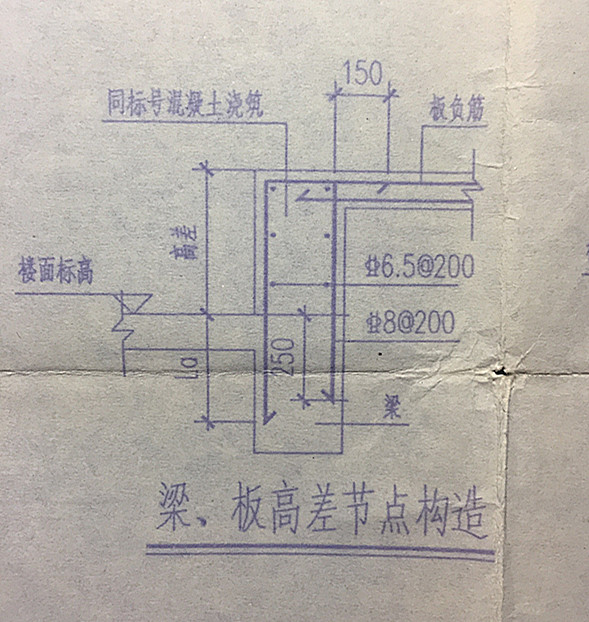 150
同标号混凝土浇筑
板负筋
高差
楼面标高
⌽6.5@200
⌽8@200
La
250
梁
梁、板高差节点构造